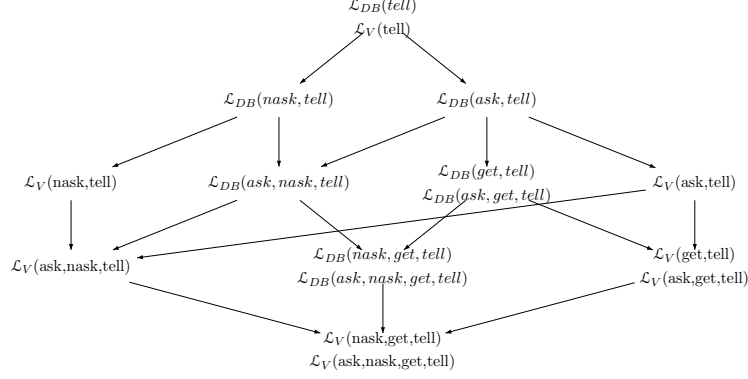 ℒ_DB(tell)
ℒ_V(tell)
ℒ_DB(nask, tell)
ℒ_DB(ask, tell)
ℒ_V(nask,tell)
ℒ_DB(ask, nask, tell)
ℒ_DB(get, tell)
ℒ_DB(ask, get, tell)
ℒ_V(ask,tell)
ℒ_V(ask,nask,tell)
ℒ_DB(nask, get, tell)
ℒ_DB(ask, nask, get, tell)
ℒ_V(get,tell)
ℒ_V(ask,get,tell)
ℒ_V(nask,get,tell)
ℒ_V(ask,nask,get,tell)